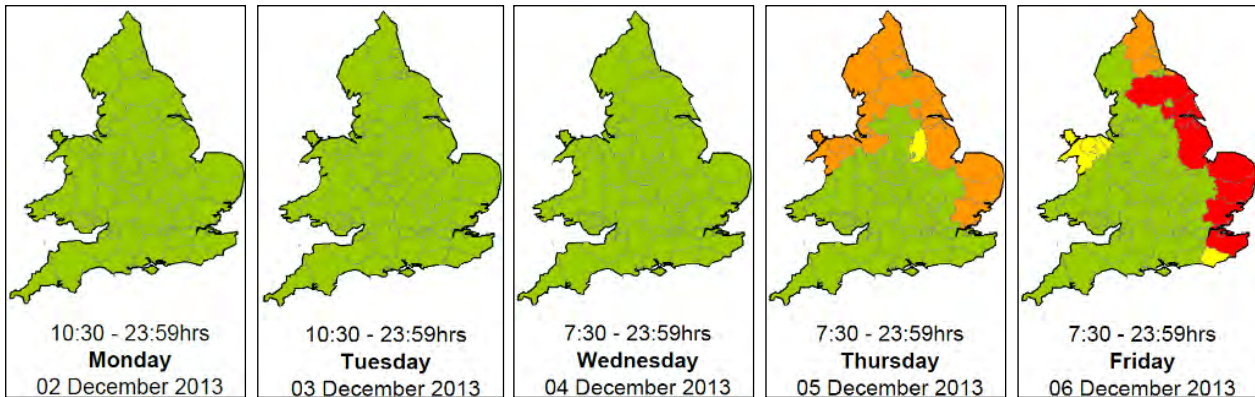 10:30 - 23:59hrs
Monday
02 December 2013
10:30 - 23:59hrs
Tuesday
03 December 2013
7:30 - 23:59hrs
Wednesday
04 December 2013
7:30 - 23:59hrs
Thursday
05 December 2013
7:30 - 23:59hrs
Friday
06 December 2013